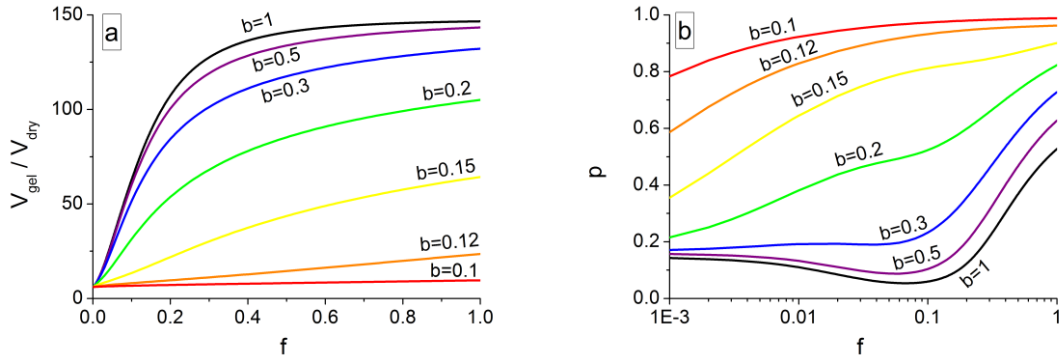 a
b=1
b=0.5
b=0.3
b=0.2
b=0.15
b=0.12
b=0.1
V_gel / V_dry
150
100
50
0
0.0 0.2 0.4 0.6 0.8 1.0
f
b
b=0.1
b=0.12
b=0.15
b=0.2
b=0.3
b=0.5
b=1
p
1.0
0.8
0.6
0.4
0.2
0.0
1E-3 0.01 0.1 1
f